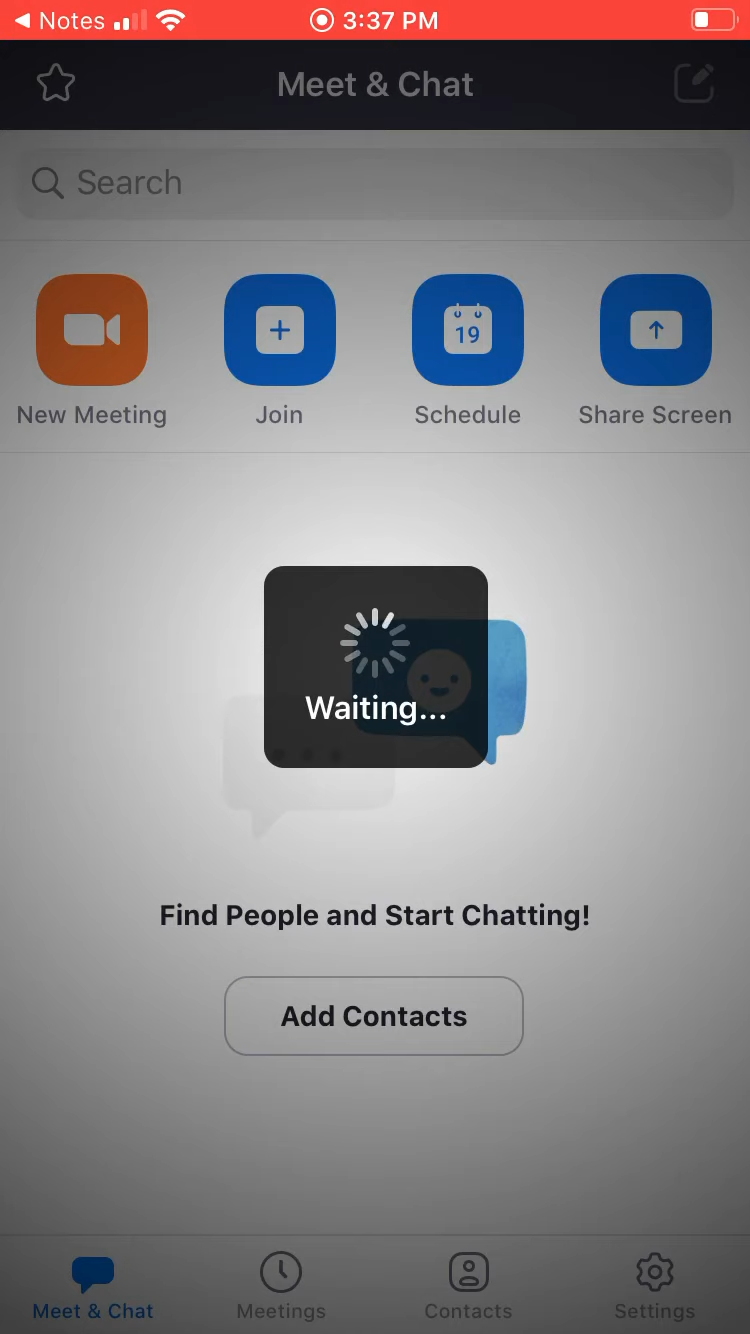 Notes 3:37 PM
Meet & Chat
Search
19
New Meeting Join Schedule Share Screen
Waiting...
Find People and Start Chatting!
Add Contacts
Meet & Chat Meetings Contacts Settings